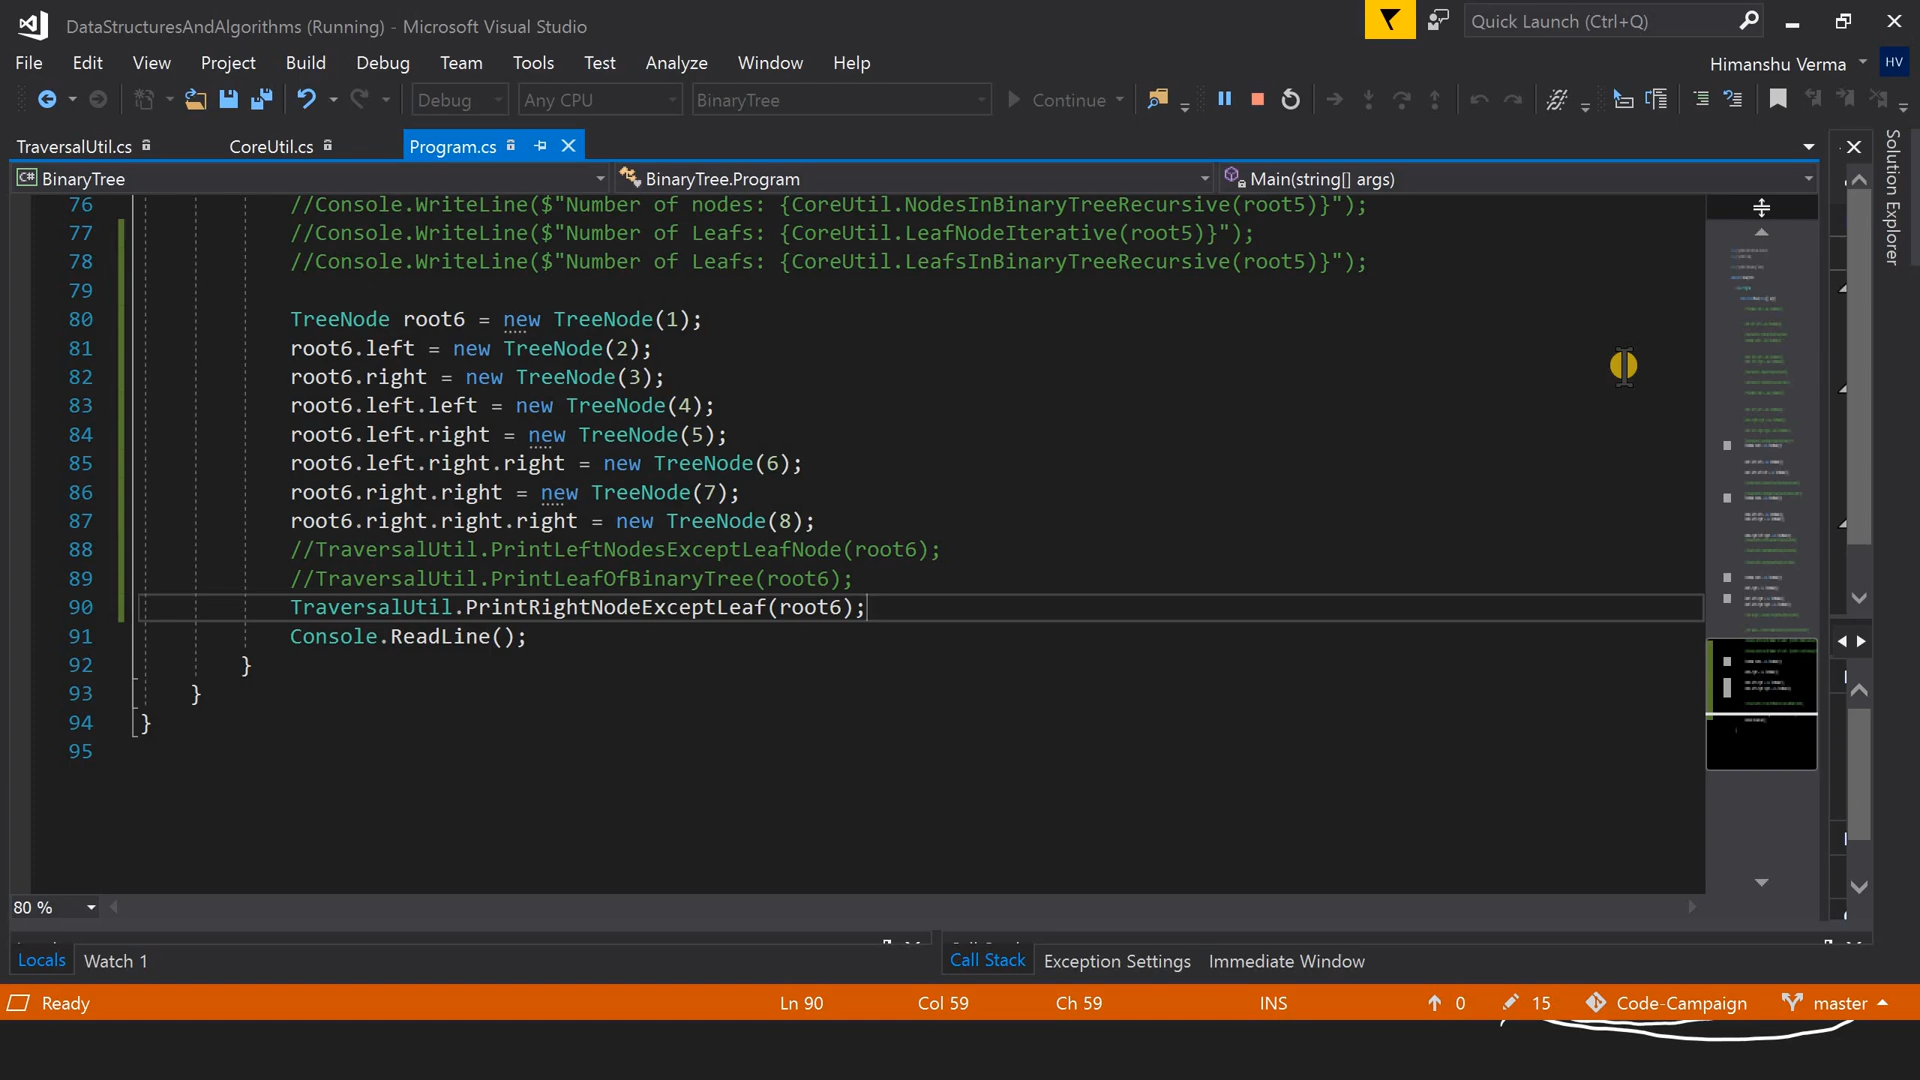 DataStructuresAndAlgorithms (Running) - Microsoft Visual Studio
Quick Launch (Ctrl+Q)
File Edit View Project Build Debug Team Tools Test Analyze Window Help
Himanshu Verma HV
Debug Any CPU BinaryTree Continue
TraversalUtil.cs CoreUtil.cs Program.cs
C# BinaryTree BinaryTree.Program Main(string[] args)
Solution Explorer
76 //Console.WriteLine($"Number of nodes: {CoreUtil.NodesInBinaryTreeRecursive(root5)}");
77 //Console.WriteLine($"Number of Leafs: {CoreUtil.LeafNodeIterative(root5)}");
78 //Console.WriteLine($"Number of Leafs: {CoreUtil.LeafsInBinaryTreeRecursive(root5)}");
79
80 TreeNode root6 = new TreeNode(1);
81 root6.left = new TreeNode(2);
82 root6.right = new TreeNode(3);
83 root6.left.left = new TreeNode(4);
84 root6.left.right = new TreeNode(5);
85 root6.left.right.right = new TreeNode(6);
86 root6.right.right = new TreeNode(7);
87 root6.right.right.right = new TreeNode(8);
88 //TraversalUtil.PrintLeftNodesExceptLeafNode(root6);
89 //TraversalUtil.PrintLeafOfBinaryTree(root6);
90 TraversalUtil.PrintRightNodeExceptLeaf(root6);
91 Console.ReadLine();
92 }
93 }
94 }
95
80 %
Locals Watch 1 Call Stack Exception Settings Immediate Window
Ready Ln 90 Col 59 Ch 59 INS 0 15 Code-Campaign master